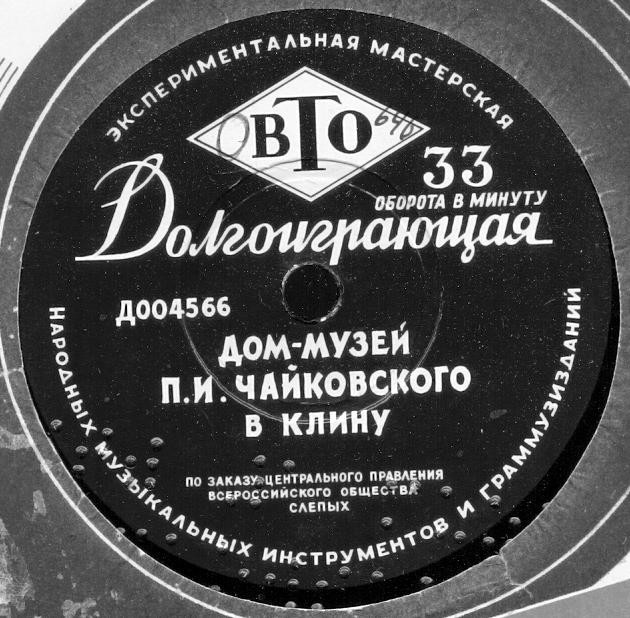 ЭКСПЕРИМЕНТАЛЬНАЯ МАСТЕРСКАЯ
ВТО
33
ОБОРОТА В МИНУТУ
Долгоиграющая
Д004566
ДОМ-МУЗЕЙ
П.И. ЧАЙКОВСКОГО
В КЛИНУ
ПО ЗАКАЗУ ЦЕНТРАЛЬНОГО ПРАВЛЕНИЯ
ВСЕРОССИЙСКОГО ОБЩЕСТВА
СЛЕПЫХ
НАРОДНЫХ МУЗЫКАЛЬНЫХ ИНСТРУМЕНТОВ И ГРАММУЗИЗДАНИЙ